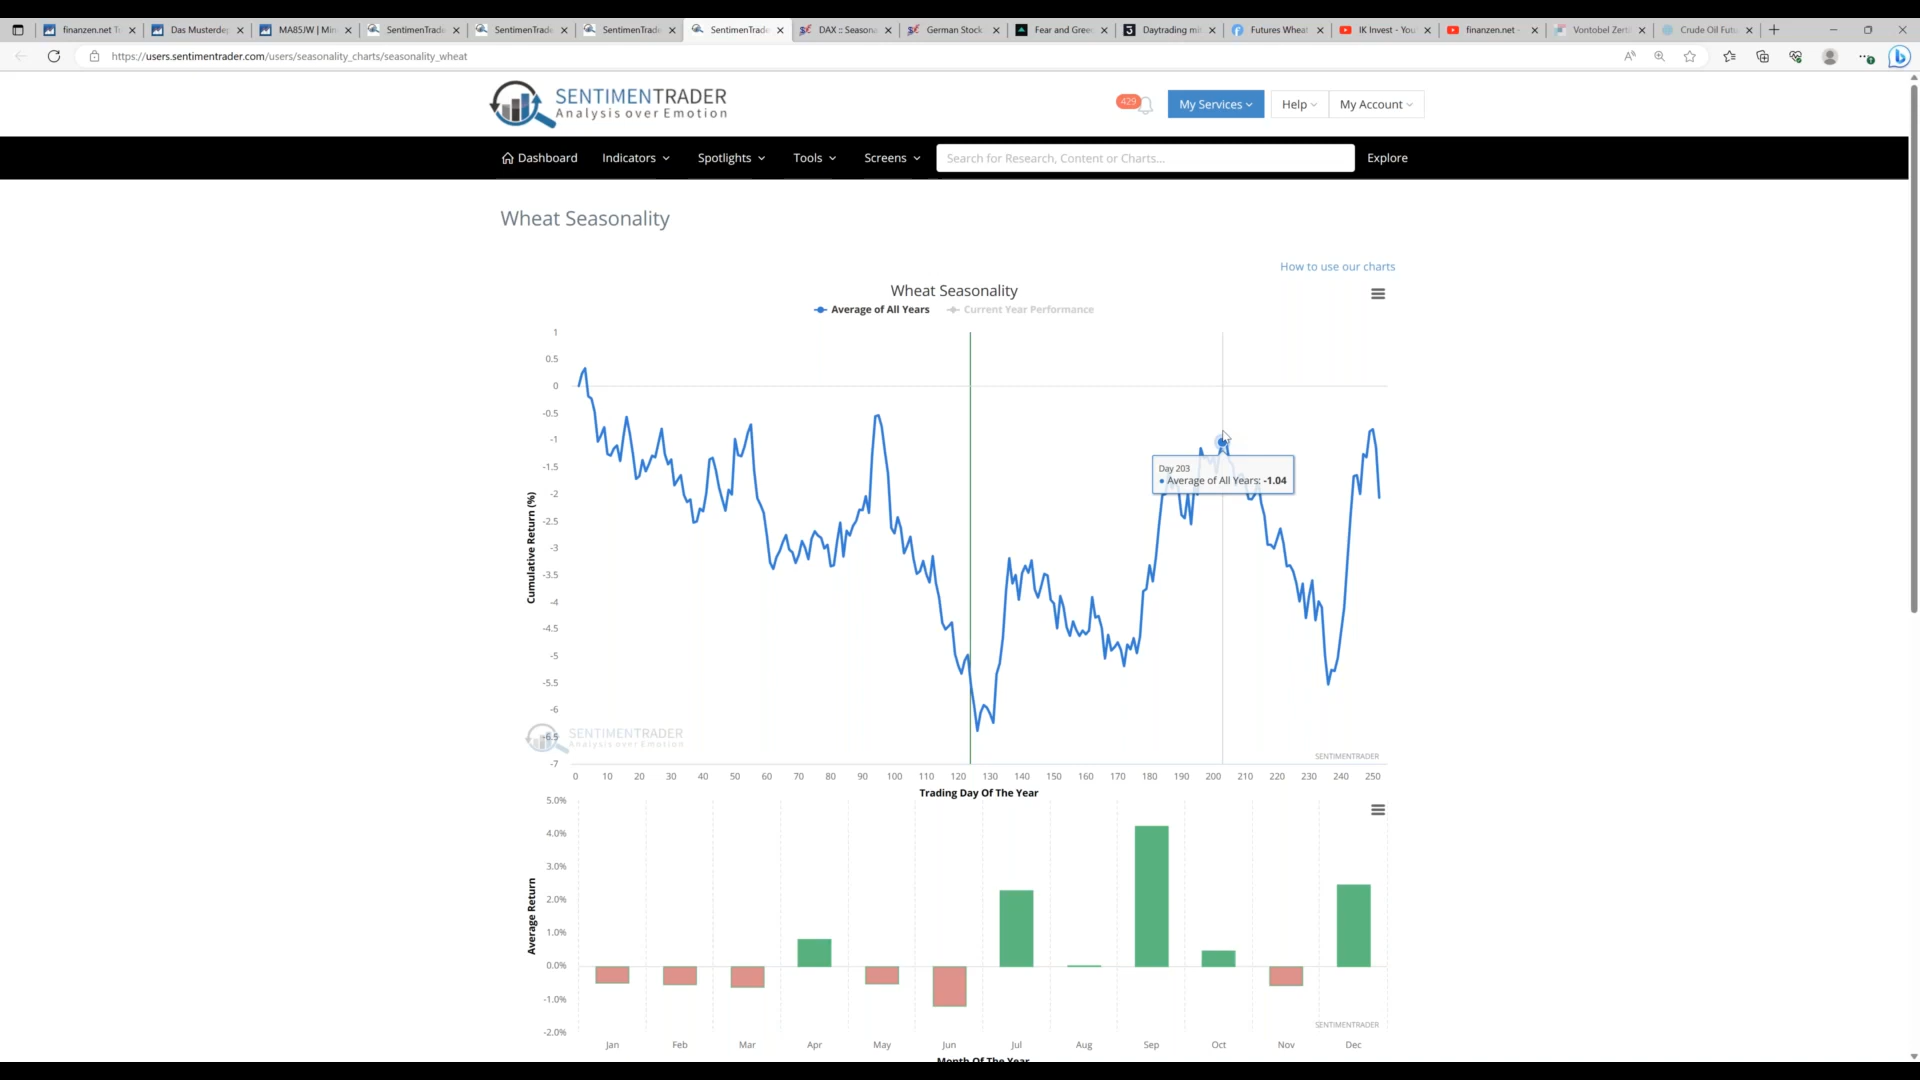 finanzen.net T
Das Musterdep
MA85JW | Min
SentimenTrade
SentimenTrade
SentimenTrade
SentimenTrade
DAX :: Seasona
German Stock
Fear and Gree
Daytrading mi
Futures Wheat
IK Invest - You
finanzen.net -
Vontobel Zerti
Crude Oil Futu
https://users.sentimentrader.com/users/seasonality_charts/seasonality_wheat
SENTIMENTRADER
Analysis over Emotion
429
My Services
Help
My Account
Dashboard
Indicators
Spotlights
Tools
Screens
Search for Research, Content or Charts...
Explore
Wheat Seasonality
How to use our charts
Wheat Seasonality
Average of All Years
Current Year Performance
1
0.5
0
-0.5
-1
-1.5
-2
-2.5
-3
-3.5
-4
-4.5
-5
-5.5
-6
-6.5
-7
Cumulative Return (%)
Day 203
Average of All Years: -1.04
SENTIMENTRADER
Analysis over Emotion
SENTIMENTRADER
0 10 20 30 40 50 60 70 80 90 100 110 120 130 140 150 160 170 180 190 200 210 220 230 240 250
Trading Day Of The Year
5.0%
4.0%
3.0%
2.0%
1.0%
0.0%
-1.0%
-2.0%
Average Return
SENTIMENTRADER
Jan Feb Mar Apr May Jun Jul Aug Sep Oct Nov Dec
Month Of The Year